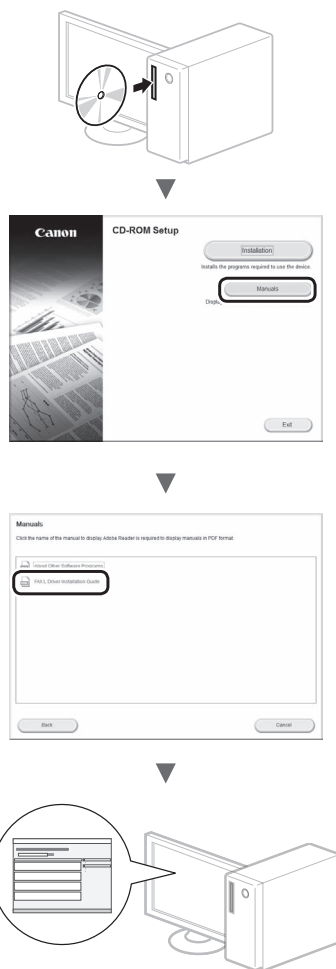 Canon
CD-ROM Setup
Installation
Installs the programs required to use the device.
Manuals
Display
Exit
Manuals
Click the name of the manual to display Adobe Reader is required to display manuals in PDF format
About Other Software Programs
FAX L Driver Installation Guide
Back
Cancel